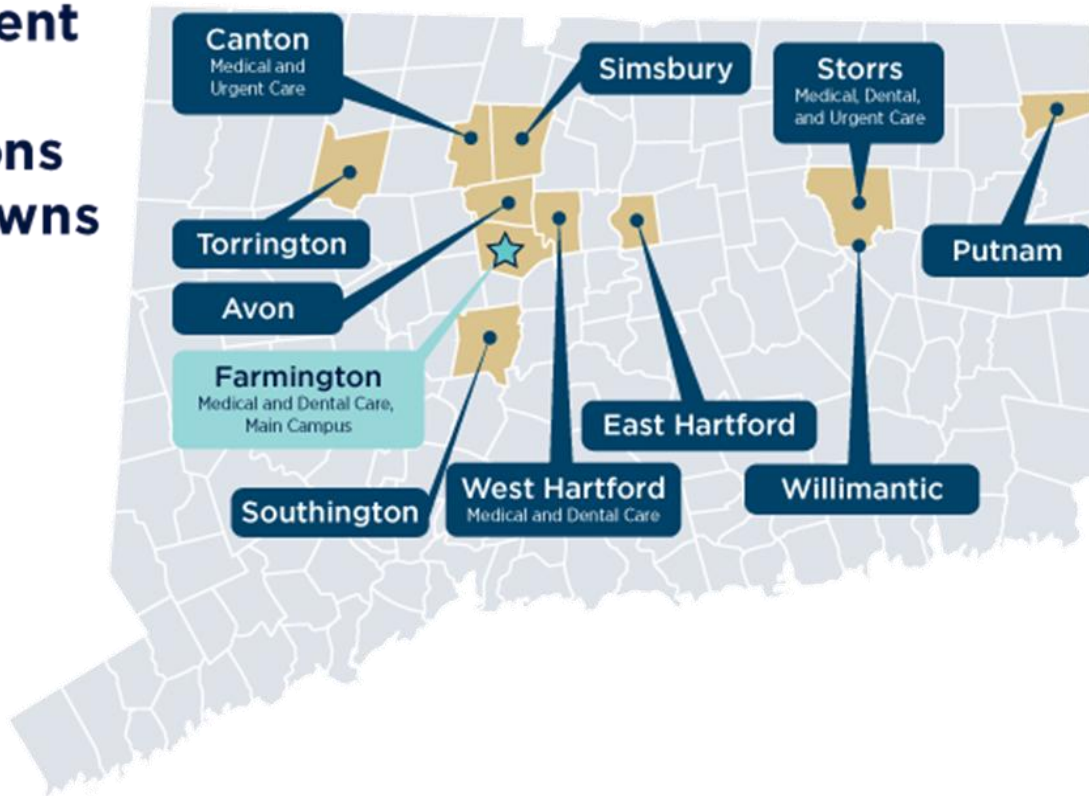 ent
ons
wns
Canton
Medical and
Urgent Care
Simsbury
Storrs
Medical, Dental,
and Urgent Care
Torrington
Putnam
Avon
Farmington
Medical and Dental Care,
Main Campus
East Hartford
Southington
West Hartford
Medical and Dental Care
Willimantic